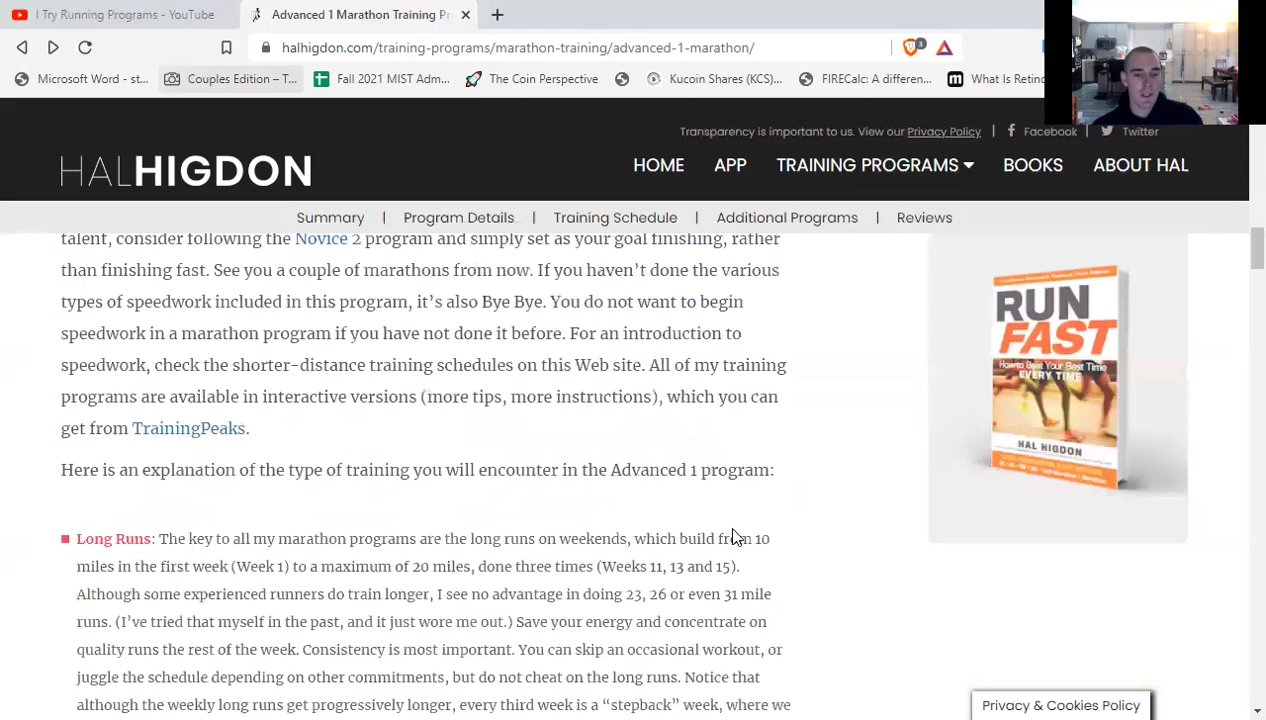 I Try Running Programs - YouTube
Advanced 1 Marathon Training Pr
halhigdon.com/training-programs/marathon-training/advanced-1-marathon/
Microsoft Word - st...
Couples Edition – T...
Fall 2021 MIST Adm...
The Coin Perspective
Kucoin Shares (KCS)...
FIRECalc: A differen...
What Is Retino
Transparency is important to us. View our Privacy Policy
Facebook
Twitter
HALHIGDON
HOME APP TRAINING PROGRAMS BOOKS ABOUT HAL
Summary | Program Details | Training Schedule | Additional Programs | Reviews
talent, consider following the Novice 2 program and simply set as your goal finishing, rather
than finishing fast. See you a couple of marathons from now. If you haven't done the various
types of speedwork included in this program, it's also Bye Bye. You do not want to begin
speedwork in a marathon program if you have not done it before. For an introduction to
speedwork, check the shorter-distance training schedules on this Web site. All of my training
programs are available in interactive versions (more tips, more instructions), which you can
get from TrainingPeaks.
Here is an explanation of the type of training you will encounter in the Advanced 1 program:
Long Runs: The key to all my marathon programs are the long runs on weekends, which build from 10
miles in the first week (Week 1) to a maximum of 20 miles, done three times (Weeks 11, 13 and 15).
Although some experienced runners do train longer, I see no advantage in doing 23, 26 or even 31 mile
runs. (I've tried that myself in the past, and it just wore me out.) Save your energy and concentrate on
quality runs the rest of the week. Consistency is most important. You can skip an occasional workout, or
juggle the schedule depending on other commitments, but do not cheat on the long runs. Notice that
although the weekly long runs get progressively longer, every third week is a "stepback" week, where we
RUN
FAST
How to Beat Your Best Time
EVERY TIME
HAL HIGDON
Privacy & Cookies Policy